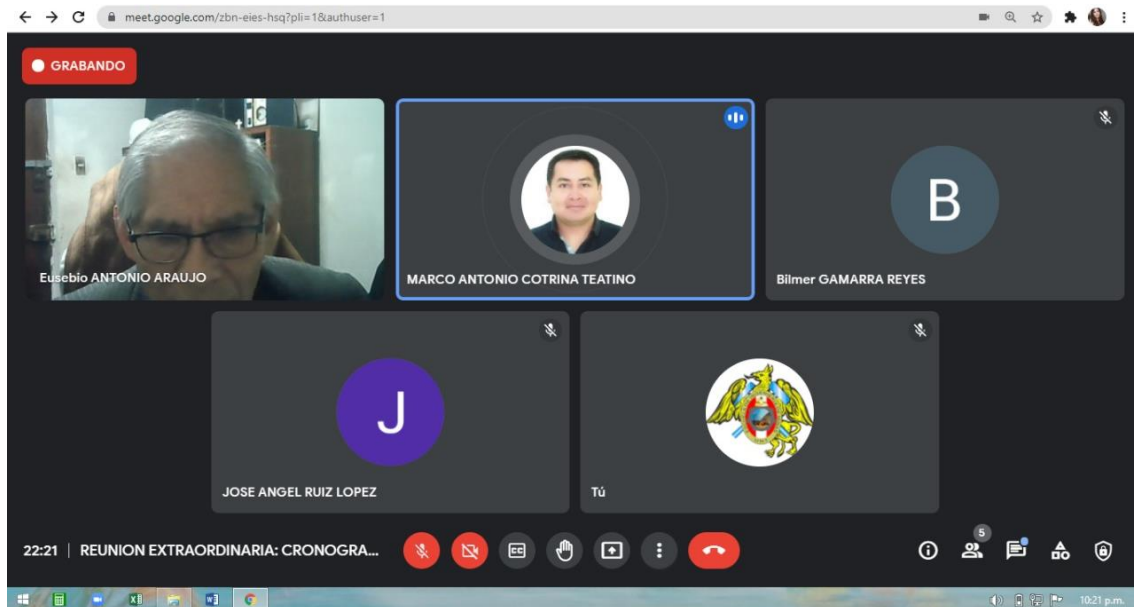 meet.google.com/zbn-eies-hsq?pli=1&authuser=1
GRABANDO
Eusebio ANTONIO ARAUJO
MARCO ANTONIO COTRINA TEATINO
B
Bilmer GAMARRA REYES
J
JOSE ANGEL RUIZ LOPEZ
Tú
22:21 | REUNION EXTRAORDINARIA: CRONOGRA...
CC
5
10:21 p.m.